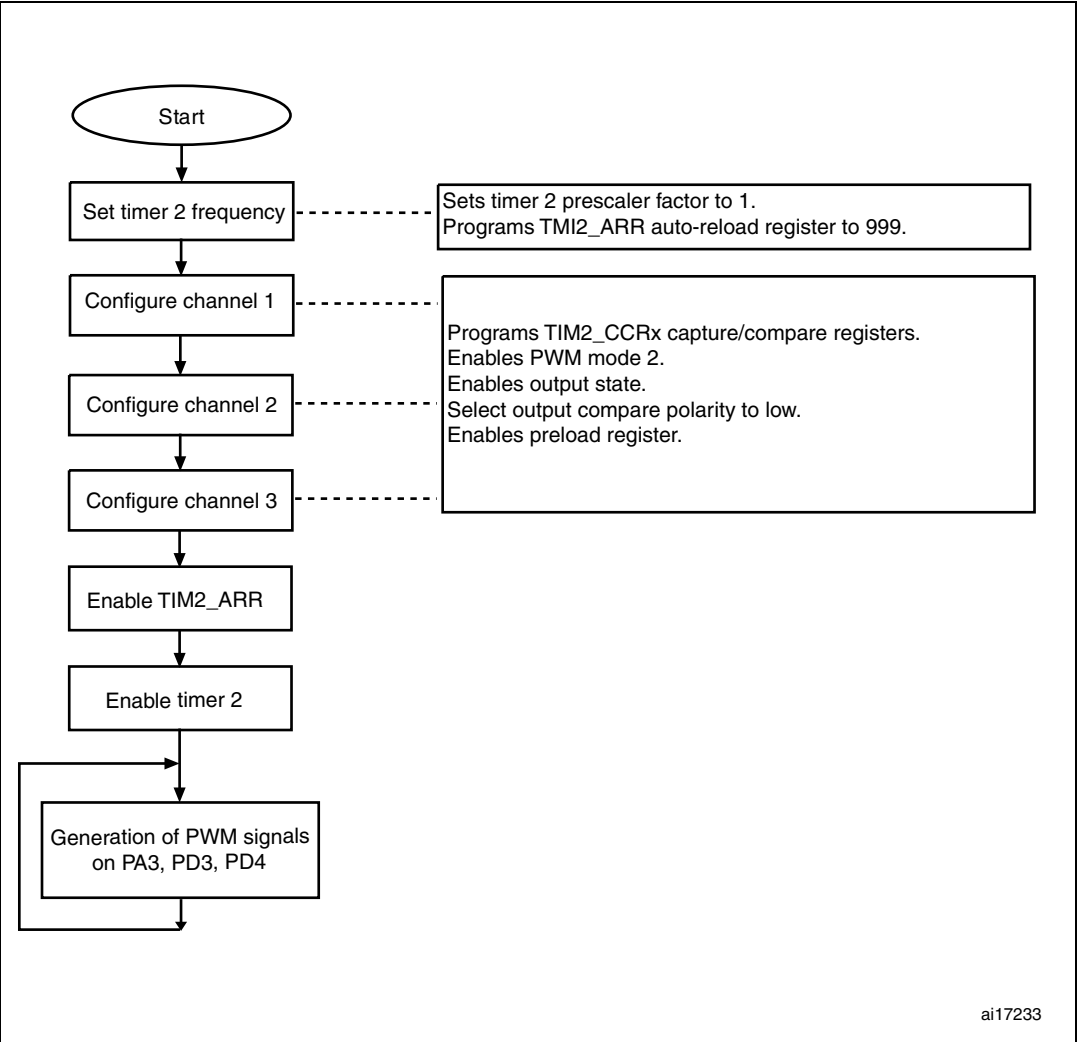 Start
Set timer 2 frequency
Sets timer 2 prescaler factor to 1.
Programs TMI2_ARR auto-reload register to 999.
Configure channel 1
Programs TIM2_CCRx capture/compare registers.
Enables PWM mode 2.
Enables output state.
Select output compare polarity to low.
Enables preload register.
Configure channel 2
Configure channel 3
Enable TIM2_ARR
Enable timer 2
Generation of PWM signals
on PA3, PD3, PD4
ai17233